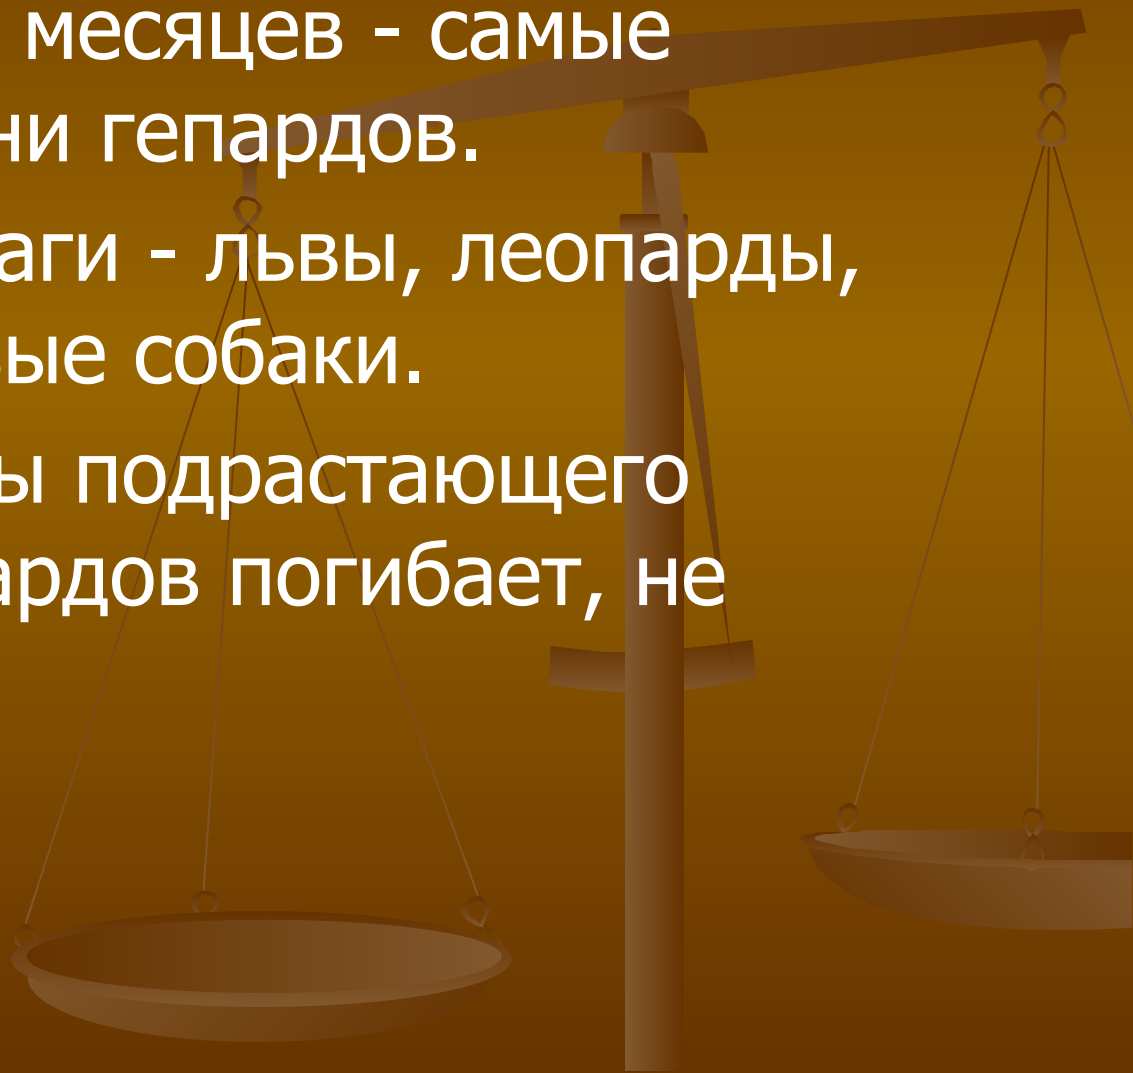 месяцев - самые
ни гепардов.
аги - львы, леопарды,
ые собаки.
ы подрастающего
ардов погибает, не